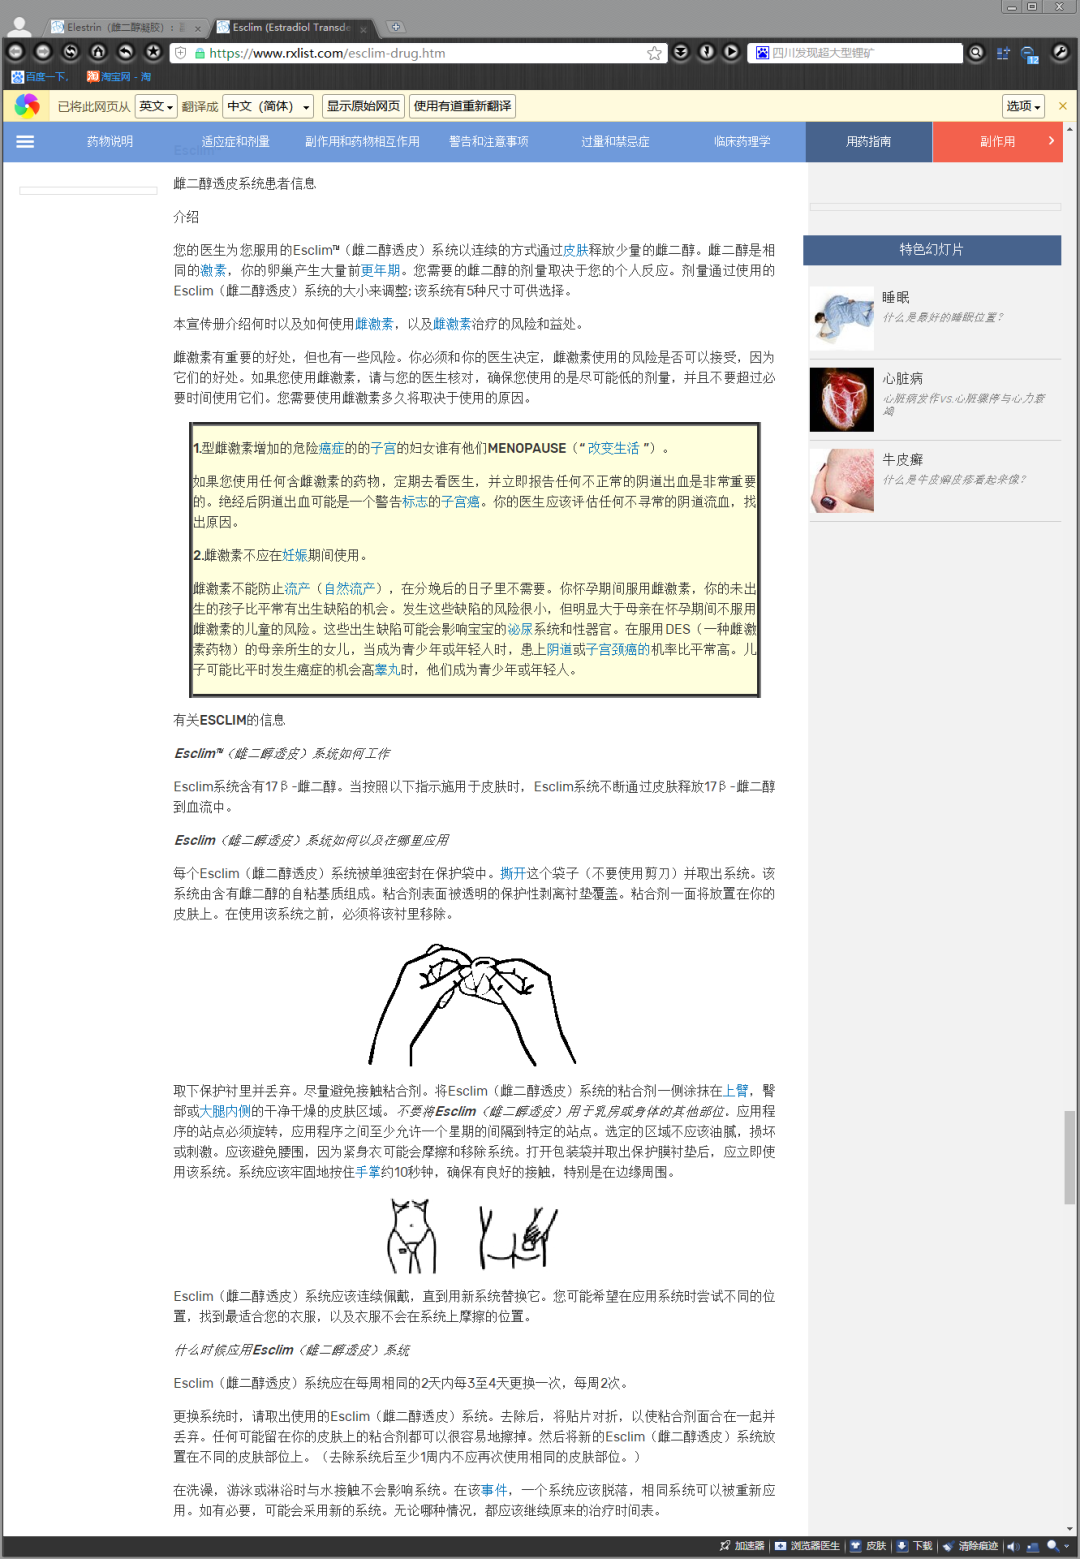 Elestrin（雌二醇凝胶）：
Esclim (Estradiol Transde
https://www.rxlist.com/esclim-drug.htm
四川发现超大型锂矿
12
百度一下，
淘宝网 - 淘
已将此网页从 英文 翻译成 中文（简体） 显示原始网页 使用有道重新翻译 选项
药物说明 适应症和剂量 副作用和药物相互作用 警告和注意事项 过量和禁忌症 临床药理学 用药指南 副作用
雌二醇透皮系统患者信息
介绍
您的医生为您服用的Esclim™（雌二醇透皮）系统以连续的方式通过皮肤释放少量的雌二醇。雌二醇是相
同的激素，你的卵巢产生大量前更年期。您需要的雌二醇的剂量取决于您的个人反应。剂量通过使用的
Esclim（雌二醇透皮）系统的大小来调整; 该系统有5种尺寸可供选择。
本宣传册介绍何时以及如何使用雌激素，以及雌激素治疗的风险和益处。
雌激素有重要的好处，但也有一些风险。你必须和你的医生决定，雌激素使用的风险是否可以接受，因为
它们的好处。如果您使用雌激素，请与您的医生核对，确保您使用的是尽可能低的剂量，并且不要超过必
要时间使用它们。您需要使用雌激素多久将取决于使用的原因。
1.型雌激素增加的危险癌症的的子宫的妇女谁有他们MENOPAUSE（“ 改变生活 ”）。
如果您使用任何含雌激素的药物，定期去看医生，并立即报告任何不正常的阴道出血是非常重要
的。绝经后阴道出血可能是一个警告标志的子宫癌。你的医生应该评估任何不寻常的阴道流血，找
出原因。
2.雌激素不应在妊娠期间使用。
雌激素不能防止流产（自然流产），在分娩后的日子里不需要。你怀孕期间服用雌激素，你的未出
生的孩子比平常有出生缺陷的机会。发生这些缺陷的风险很小，但明显大于母亲在怀孕期间不服用
雌激素的儿童的风险。这些出生缺陷可能会影响宝宝的泌尿系统和性器官。在服用DES（一种雌激
素药物）的母亲所生的女儿，当成为青少年或年轻人时，患上阴道或子宫颈癌的机率比平常高。儿
子可能比平时发生癌症的机会高睾丸时，他们成为青少年或年轻人。
有关ESCLIM的信息
Esclim™（雌二醇透皮）系统如何工作
Esclim系统含有17β-雌二醇。当按照以下指示施用于皮肤时，Esclim系统不断通过皮肤释放17β-雌二醇
到血流中。
Esclim（雌二醇透皮）系统如何以及在哪里应用
每个Esclim（雌二醇透皮）系统被单独密封在保护袋中。撕开这个袋子（不要使用剪刀）并取出系统。该
系统由含有雌二醇的自粘基质组成。粘合剂表面被透明的保护性剥离衬垫覆盖。粘合剂一面将放置在你的
皮肤上。在使用该系统之前，必须将该衬里移除。
取下保护衬里并丢弃。尽量避免接触粘合剂。将Esclim（雌二醇透皮）系统的粘合剂一侧涂抹在上臂，臀
部或大腿内侧的干净干燥的皮肤区域。不要将Esclim（雌二醇透皮）用于乳房或身体的其他部位。应用程
序的站点必须旋转，应用程序之间至少允许一个星期的间隔到特定的站点。选定的区域不应该油腻，损坏
或刺激。应该避免腰围，因为紧身衣可能会摩擦和移除系统。打开包装袋并取出保护膜衬垫后，应立即使
用该系统。系统应该牢固地按住手掌约10秒钟，确保有良好的接触，特别是在边缘周围。
Esclim（雌二醇透皮）系统应该连续佩戴，直到用新系统替换它。您可能希望在应用系统时尝试不同的位
置，找到最适合您的衣服，以及衣服不会在系统上摩擦的位置。
什么时候应用Esclim（雌二醇透皮）系统
Esclim（雌二醇透皮）系统应在每周相同的2天内每3至4天更换一次，每周2次。
更换系统时，请取出使用的Esclim（雌二醇透皮）系统。去除后，将贴片对折，以使粘合剂面合在一起并
丢弃。任何可能留在你的皮肤上的粘合剂都可以很容易地擦掉。然后将新的Esclim（雌二醇透皮）系统放
置在不同的皮肤部位上。（去除系统后至少1周内不应再次使用相同的皮肤部位。）
在洗澡，游泳或淋浴时与水接触不会影响系统。在该事件，一个系统应该脱落，相同系统可以被重新应
用。如有必要，可能会采用新的系统。无论哪种情况，都应该继续原来的治疗时间表。
特色幻灯片
睡眠
什么是最好的睡眠位置？
心脏病
心脏病发作vs.心脏骤停与心力衰
竭
牛皮癣
什么是牛皮癣皮疹看起来像？
加速器 浏览器医生 皮肤 下载 清除痕迹